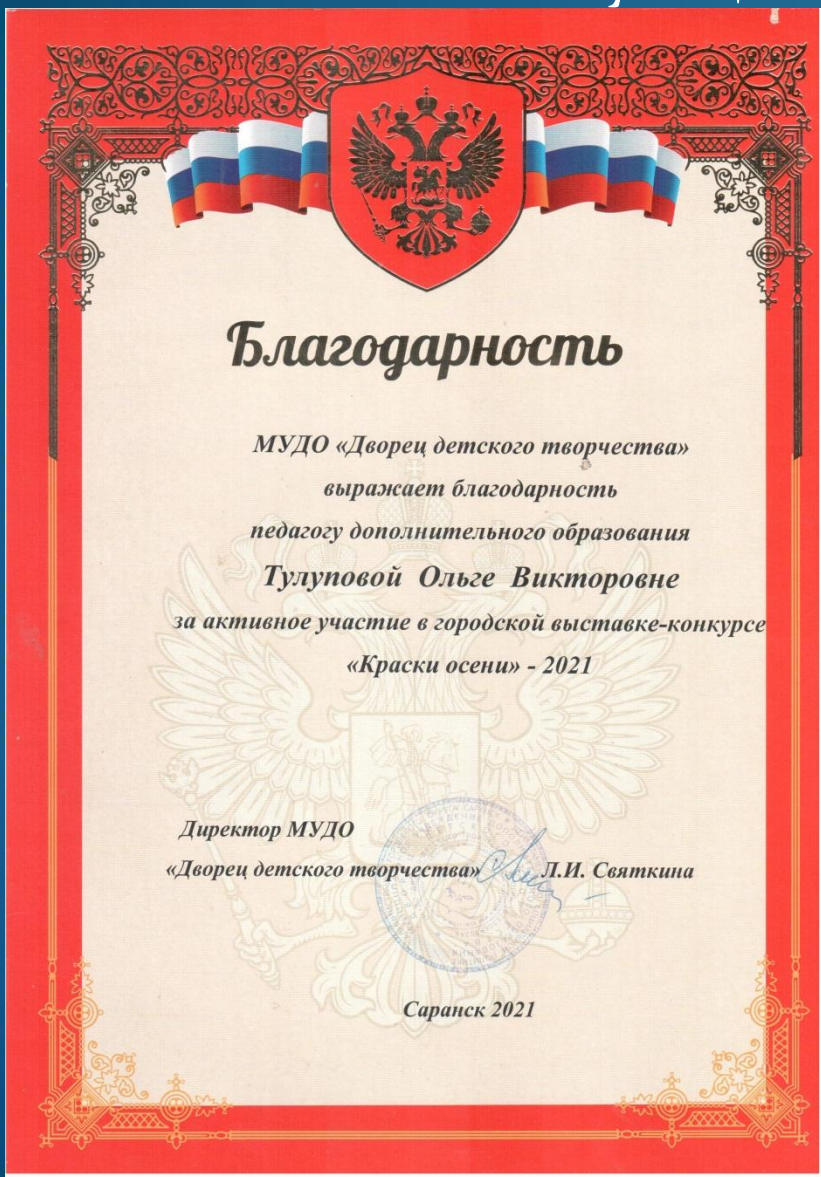 Благодарность
МУДО «Дворец детского творчества»
выражает благодарность
педагогу дополнительного образования
Тулуповой Ольге Викторовне
за активное участие в городской выставке-конкурсе
«Краски осени» - 2021
Директор МУДО
«Дворец детского творчества» Л.И. Святкина
Саранск 2021